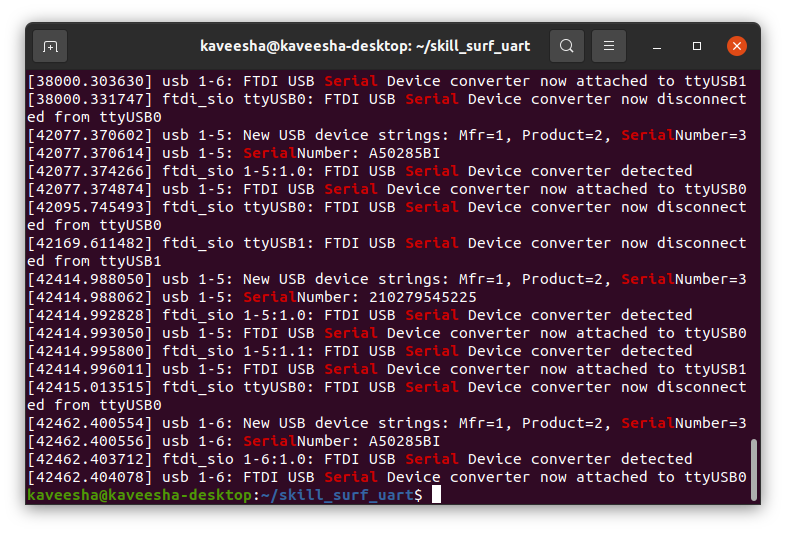 kaveesha@kaveesha-desktop: ~/skill_surf_uart
[38000.303630] usb 1-6: FTDI USB Serial Device converter now attached to ttyUSB1
[38000.331747] ftdi_sio ttyUSB0: FTDI USB Serial Device converter now disconnect
ed from ttyUSB0
[42077.370602] usb 1-5: New USB device strings: Mfr=1, Product=2, SerialNumber=3
[42077.370614] usb 1-5: SerialNumber: A50285BI
[42077.374266] ftdi_sio 1-5:1.0: FTDI USB Serial Device converter detected
[42077.374874] usb 1-5: FTDI USB Serial Device converter now attached to ttyUSB0
[42095.745493] ftdi_sio ttyUSB0: FTDI USB Serial Device converter now disconnect
ed from ttyUSB0
[42169.611482] ftdi_sio ttyUSB1: FTDI USB Serial Device converter now disconnect
ed from ttyUSB1
[42414.988050] usb 1-5: New USB device strings: Mfr=1, Product=2, SerialNumber=3
[42414.988062] usb 1-5: SerialNumber: 210279545225
[42414.992828] ftdi_sio 1-5:1.0: FTDI USB Serial Device converter detected
[42414.993050] usb 1-5: FTDI USB Serial Device converter now attached to ttyUSB0
[42414.995800] ftdi_sio 1-5:1.1: FTDI USB Serial Device converter detected
[42414.996011] usb 1-5: FTDI USB Serial Device converter now attached to ttyUSB1
[42415.013515] ftdi_sio ttyUSB0: FTDI USB Serial Device converter now disconnect
ed from ttyUSB0
[42462.400554] usb 1-6: New USB device strings: Mfr=1, Product=2, SerialNumber=3
[42462.400556] usb 1-6: SerialNumber: A50285BI
[42462.403712] ftdi_sio 1-6:1.0: FTDI USB Serial Device converter detected
[42462.404078] usb 1-6: FTDI USB Serial Device converter now attached to ttyUSB0
kaveesha@kaveesha-desktop:~/skill_surf_uart$